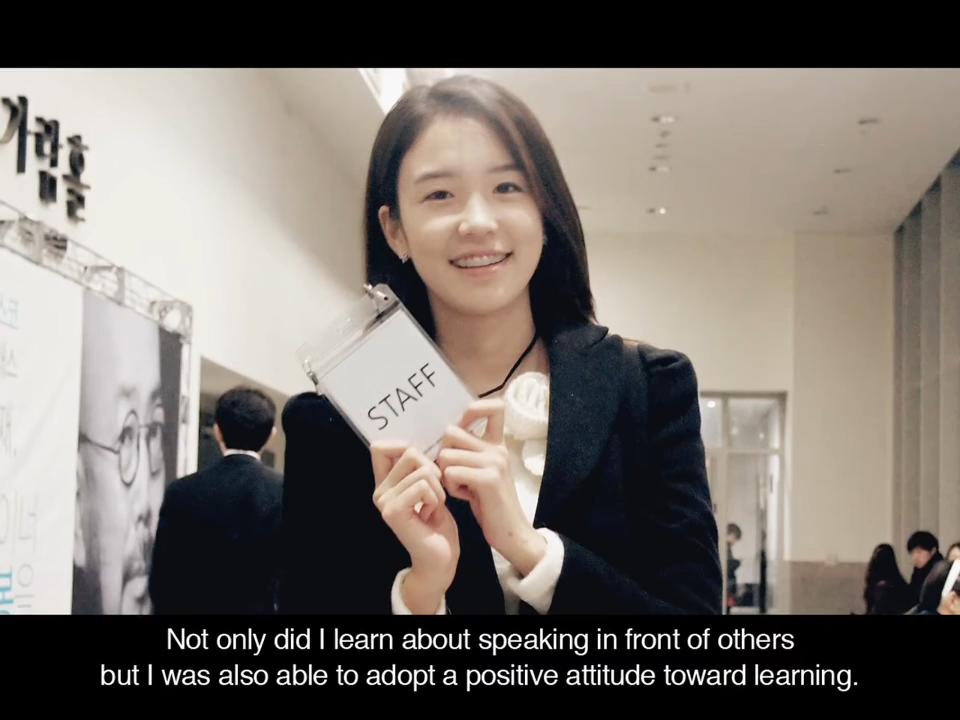 가람홀
STAFF
Not only did I learn about speaking in front of others
but I was also able to adopt a positive attitude toward learning.